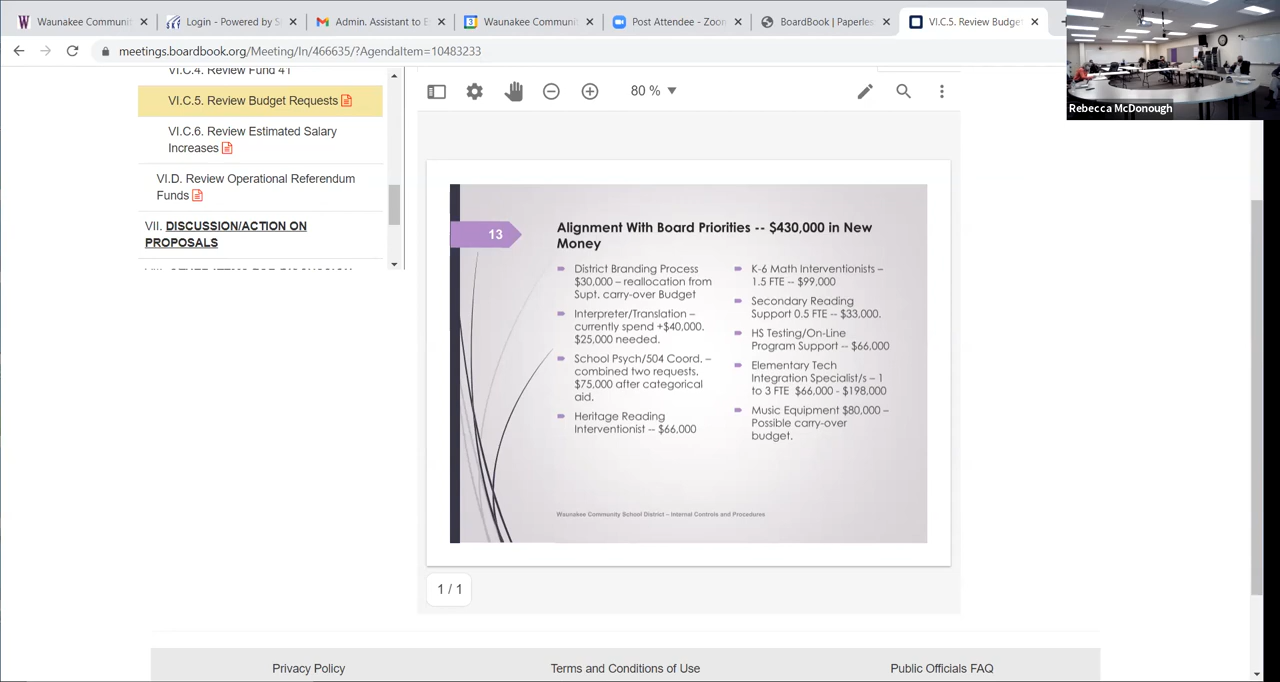 Waunakee Communit
Login - Powered by S
Admin. Assistant to E
Waunakee Communit
Post Attendee - Zoom
BoardBook | Paperles
VI.C.5. Review Budget
meetings.boardbook.org/Meeting/In/466635/?AgendaItem=10483233
Rebecca McDonough
VI.C.4. Review Fund 41
VI.C.5. Review Budget Requests
VI.C.6. Review Estimated Salary
Increases
VI.D. Review Operational Referendum
Funds
VII. DISCUSSION/ACTION ON
PROPOSALS
80 %
13
Alignment With Board Priorities -- $430,000 in New
Money
District Branding Process
$30,000 – reallocation from
Supt. carry-over Budget
Interpreter/Translation –
currently spend +$40,000.
$25,000 needed.
School Psych/504 Coord. –
combined two requests.
$75,000 after categorical
aid.
Heritage Reading
Interventionist -- $66,000
K-6 Math Interventionists –
1.5 FTE -- $99,000
Secondary Reading
Support 0.5 FTE -- $33,000.
HS Testing/On-Line
Program Support -- $66,000
Elementary Tech
Integration Specialist/s – 1
to 3 FTE $66,000 - $198,000
Music Equipment $80,000 –
Possible carry-over
budget.
Waunakee Community School District – Internal Controls and Procedures
1 / 1
Privacy Policy
Terms and Conditions of Use
Public Officials FAQ